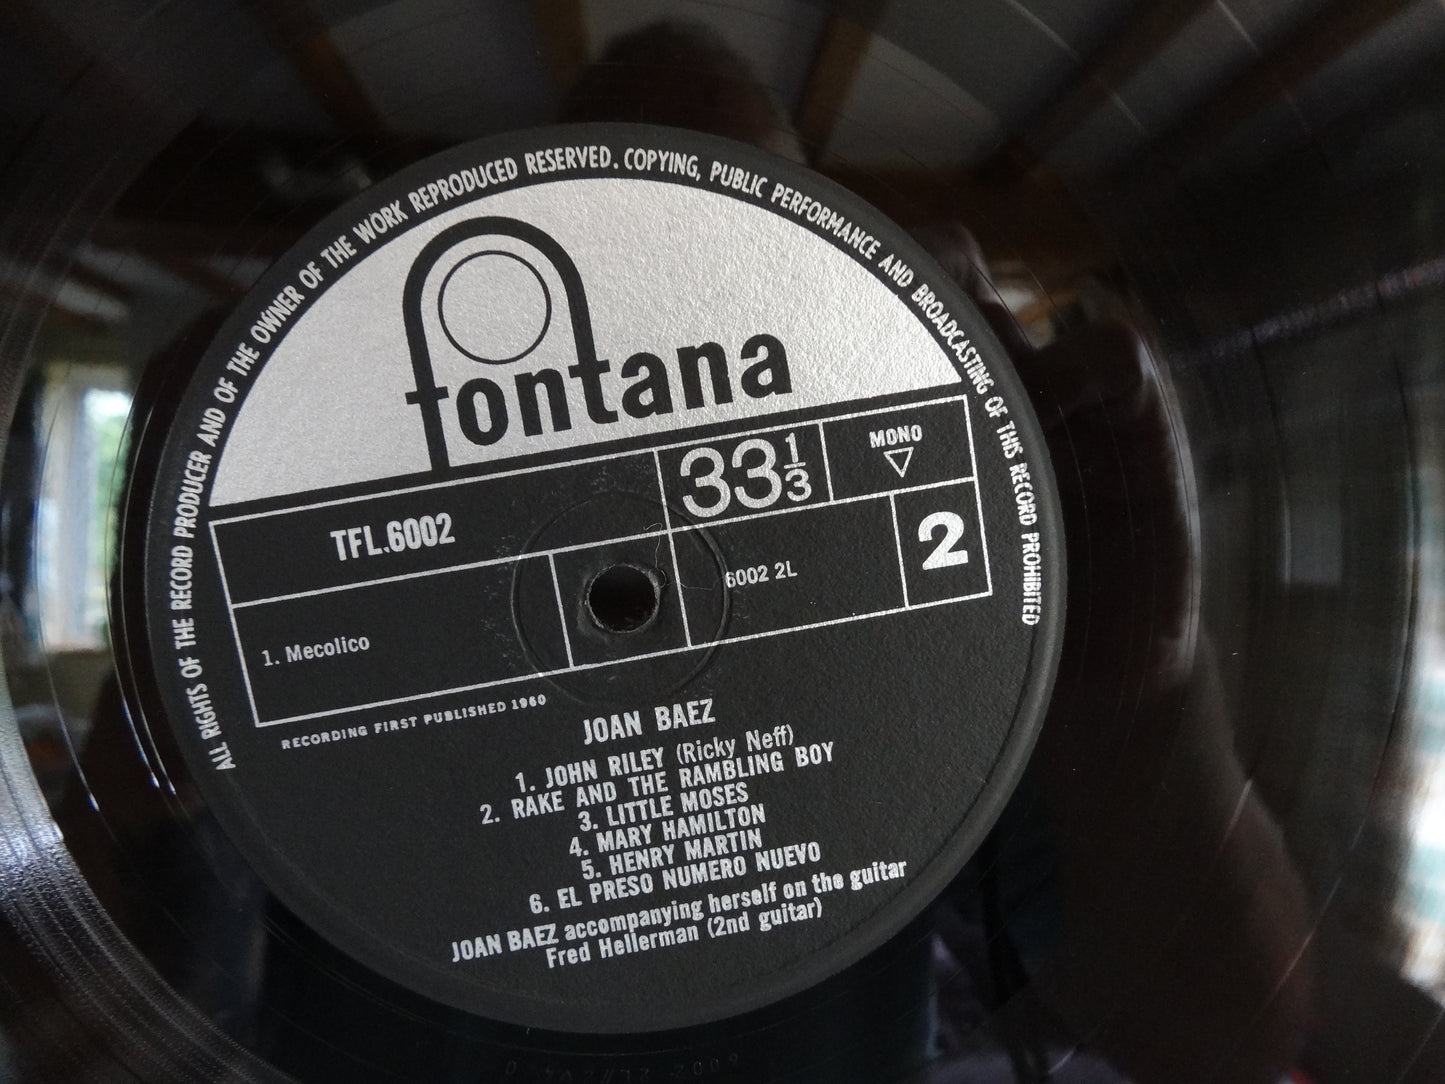 ALL RIGHTS OF THE RECORD PRODUCER AND OF THE OWNER OF THE WORK REPRODUCED RESERVED. COPYING, PUBLIC PERFORMANCE AND BROADCASTING OF THIS RECORD PROHIBITED
fontana
33 1/3
MONO
TFL.6002
2
6002 2L
1. Mecolico
RECORDING FIRST PUBLISHED 1960
JOAN BAEZ
1. JOHN RILEY (Ricky Neff)
2. RAKE AND THE RAMBLING BOY
3. LITTLE MOSES
4. MARY HAMILTON
5. HENRY MARTIN
6. EL PRESO NUMERO NUEVO
JOAN BAEZ accompanying herself on the guitar
Fred Hellerman (2nd guitar)